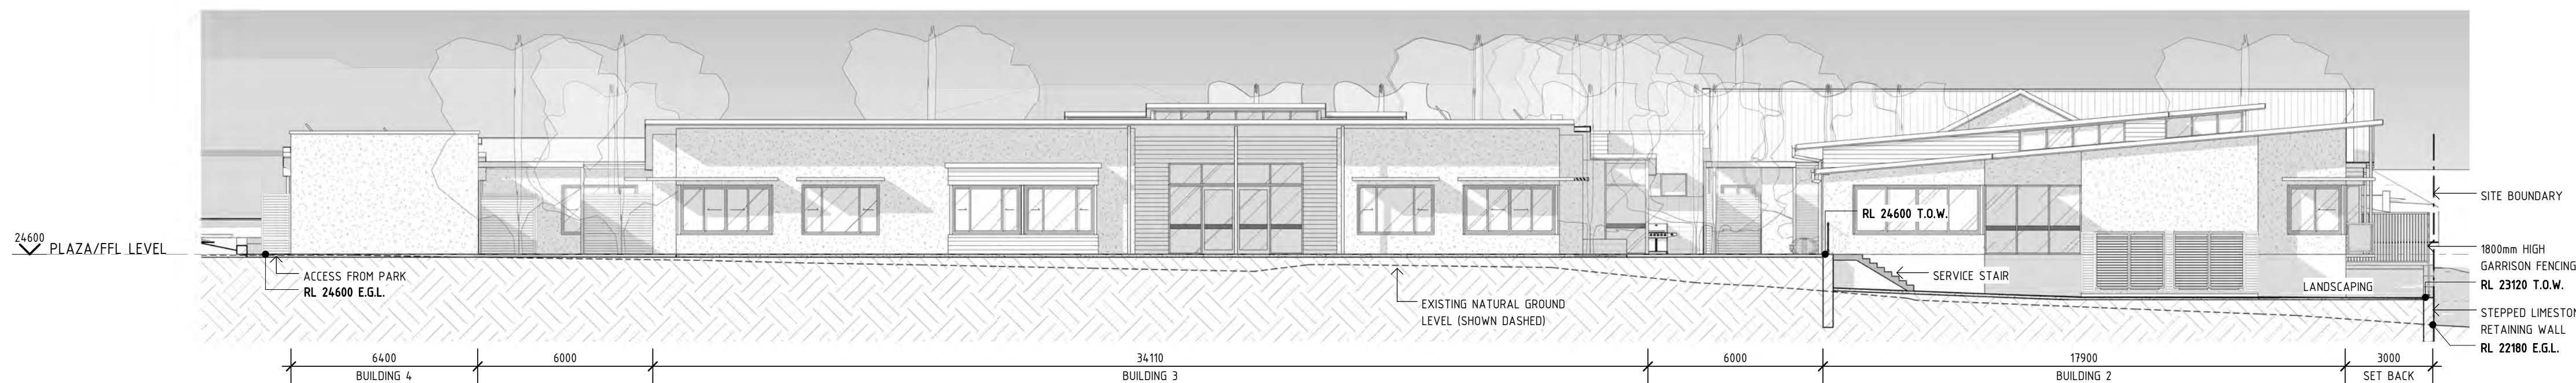 24600
PLAZA/FFL LEVEL
ACCESS FROM PARK
RL 24600 E.G.L.
EXISTING NATURAL GROUND
LEVEL (SHOWN DASHED)
RL 24600 T.O.W.
SERVICE STAIR
LANDSCAPING
SITE BOUNDARY
1800mm HIGH
GARRISON FENCING
RL 23120 T.O.W.
STEPPED LIMESTON
RETAINING WALL
RL 22180 E.G.L.
6400
6000
34110
6000
17900
3000
BUILDING 4
BUILDING 3
BUILDING 2
SET BACK